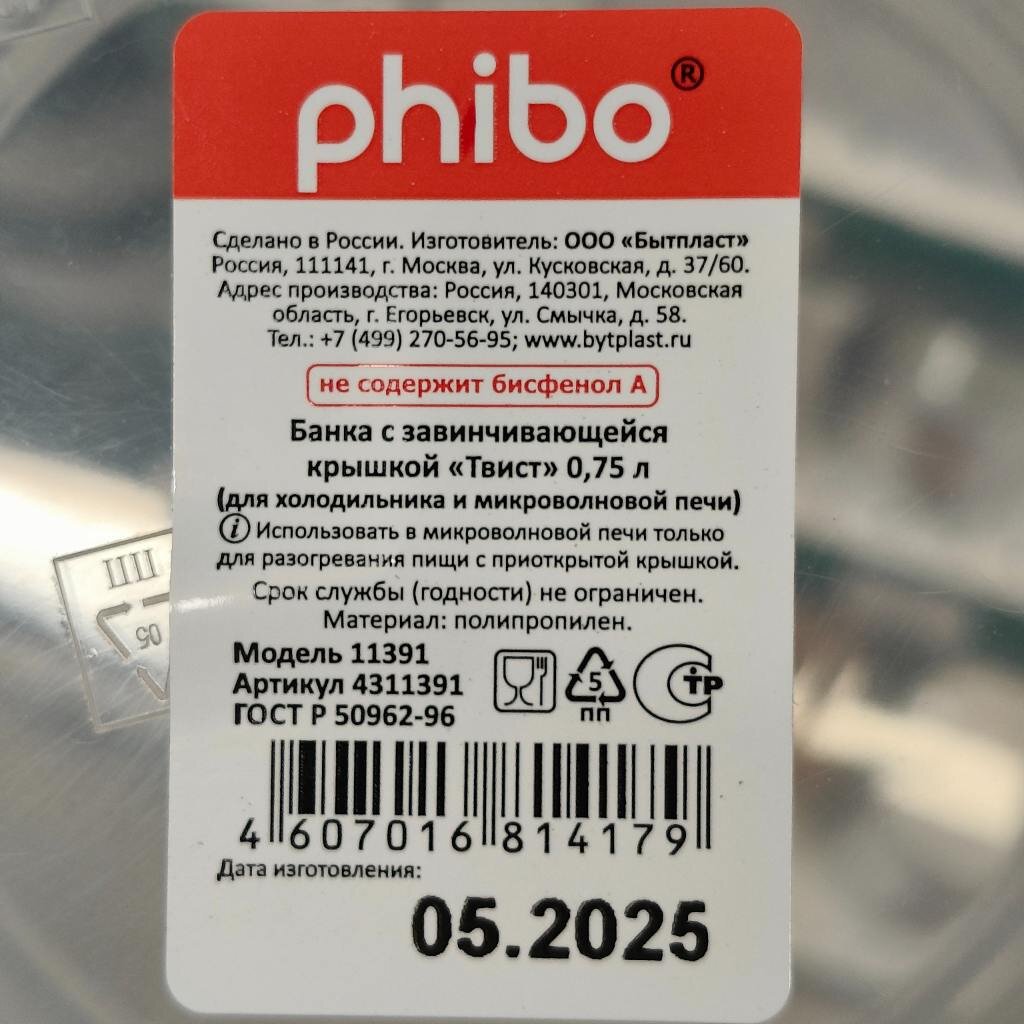 phibo®
Сделано в России. Изготовитель: ООО «Бытпласт»
Россия, 111141, г. Москва, ул. Кусковская, д. 37/60.
Адрес производства: Россия, 140301, Московская
область, г. Егорьевск, ул. Смычка, д. 58.
Тел.: +7 (499) 270-56-95; www.bytplast.ru
не содержит бисфенол А
Банка с завинчивающейся
крышкой «Твист» 0,75 л
(для холодильника и микроволновой печи)
i Использовать в микроволновой печи только
для разогревания пищи с приоткрытой крышкой.
Срок службы (годности) не ограничен.
Материал: полипропилен.
Модель 11391
Артикул 4311391
ГОСТ Р 50962-96
5
ПП
СТР
4 607016 814179
Дата изготовления:
05.2025
ПП
05